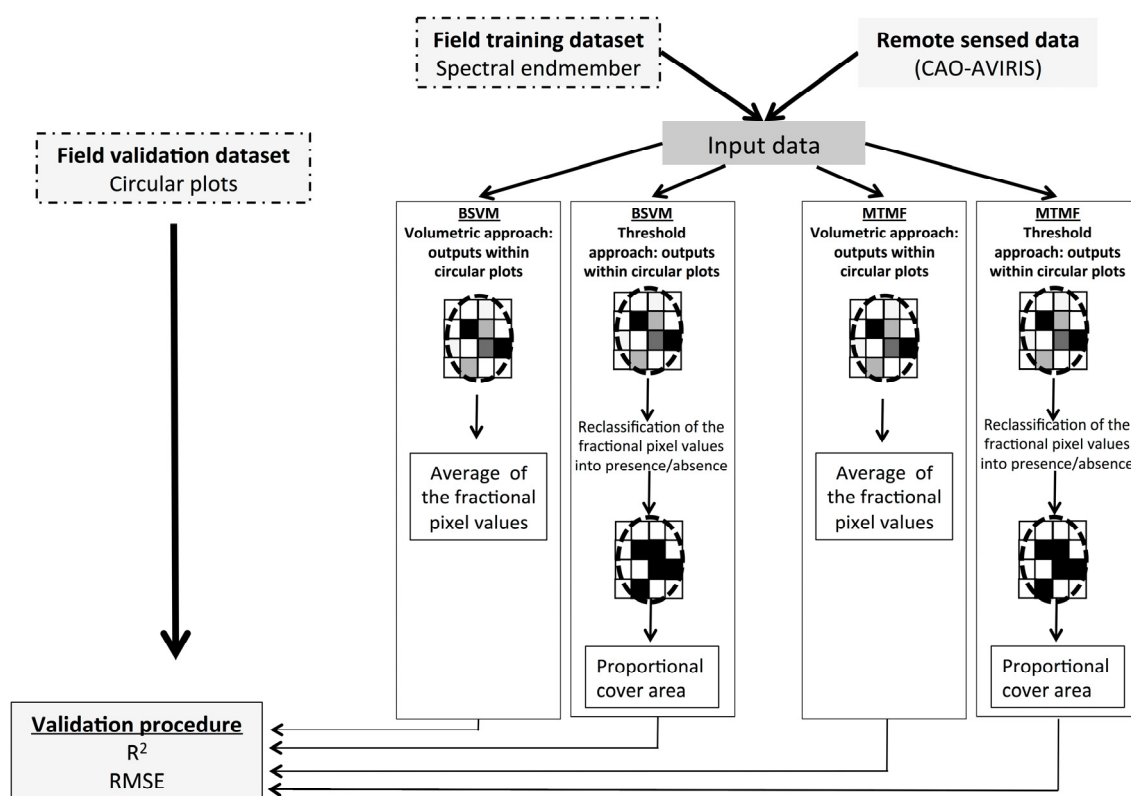 Field training dataset
Spectral endmember
Remote sensed data
(CAO-AVIRIS)
Input data
Field validation dataset
Circular plots
BSVM
Volumetric approach:
outputs within
circular plots
Average of
the fractional
pixel values
BSVM
Threshold
approach: outputs
within circular plots
Reclassification of the
fractional pixel values
into presence/absence
Proportional
cover area
MTMF
Volumetric approach:
outputs within
circular plots
Average of
the fractional
pixel values
MTMF
Threshold
approach: outputs
within circular plots
Reclassification of the
fractional pixel values
into presence/absence
Proportional
cover area
Validation procedure
R²
RMSE